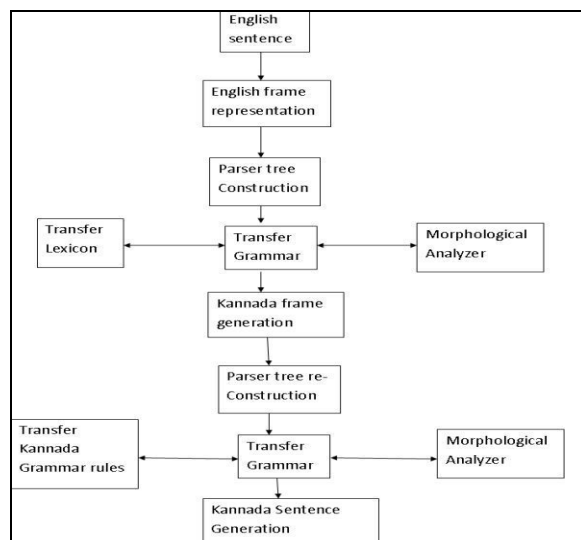 English
sentence
English frame
representation
Parser tree
Construction
Transfer
Lexicon
Transfer
Grammar
Morphological
Analyzer
Kannada frame
generation
Parser tree re-
Construction
Transfer
Kannada
Grammar rules
Transfer
Grammar
Morphological
Analyzer
Kannada Sentence
Generation